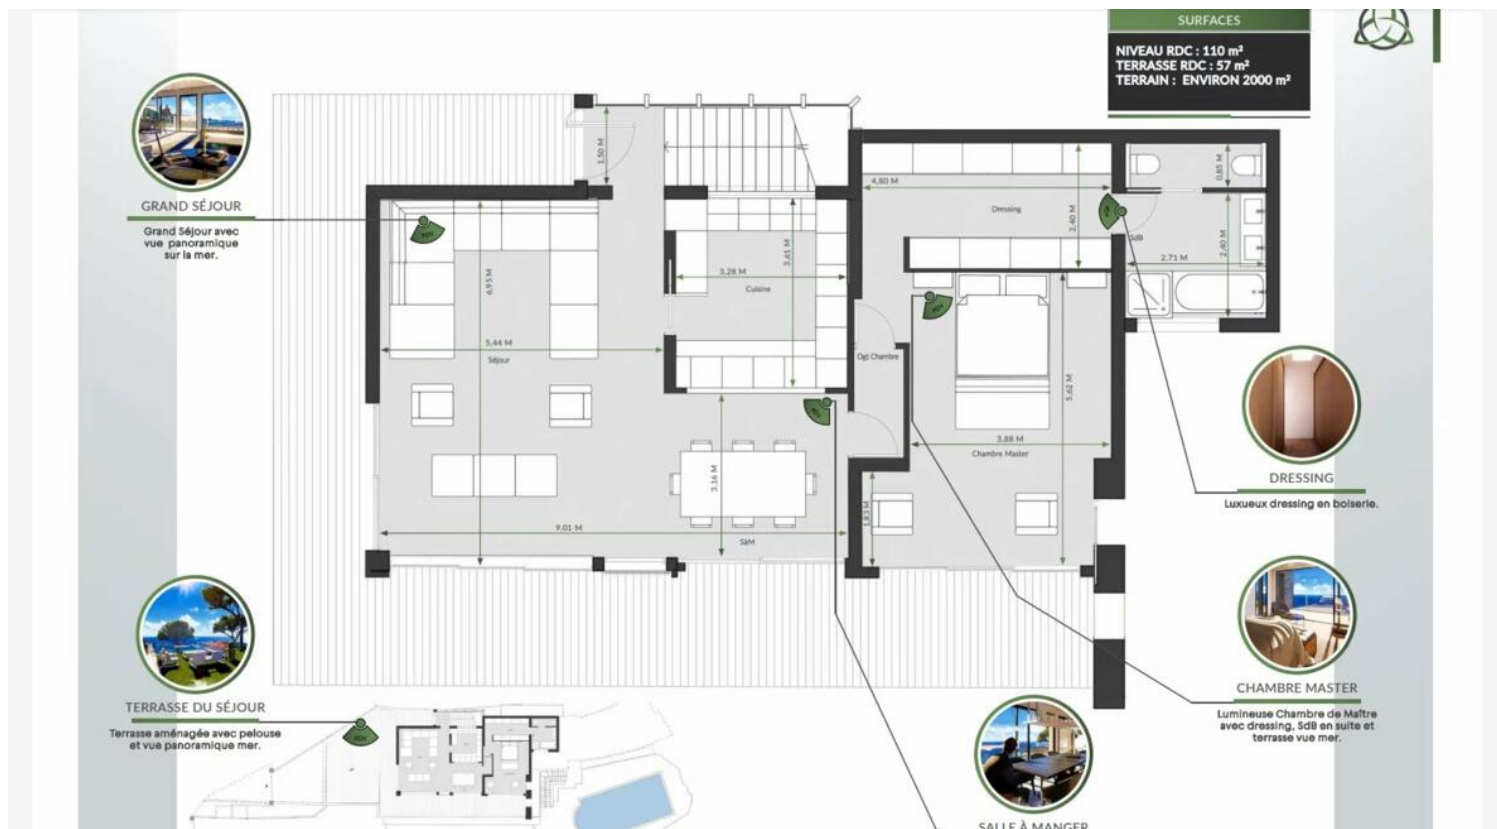 SURFACES
NIVEAU RDC : 110 m²
TERRASSE RDC : 57 m²
TERRAIN : ENVIRON 2000 m²
GRAND SÉJOUR
Grand Séjour avec
vue panoramique
sur la mer.
1,50 M
4,80 M
0,85 M
Dressing
2,40 M
SdB
2,71 M
2,40 M
6,95 M
3,28 M
3,61 M
Cuisine
5,44 M
Séjour
Dgt Chambre
5,62 M
3,88 M
Chambre Master
3,16 M
1,83 M
9,01 M
SàM
DRESSING
Luxueux dressing en boiserie.
TERRASSE DU SÉJOUR
Terrasse aménagée avec pelouse
et vue panoramique mer.
CHAMBRE MASTER
Lumineuse Chambre de Maître
avec dressing, SdB en suite et
terrasse vue mer.
SALLE À MANGER